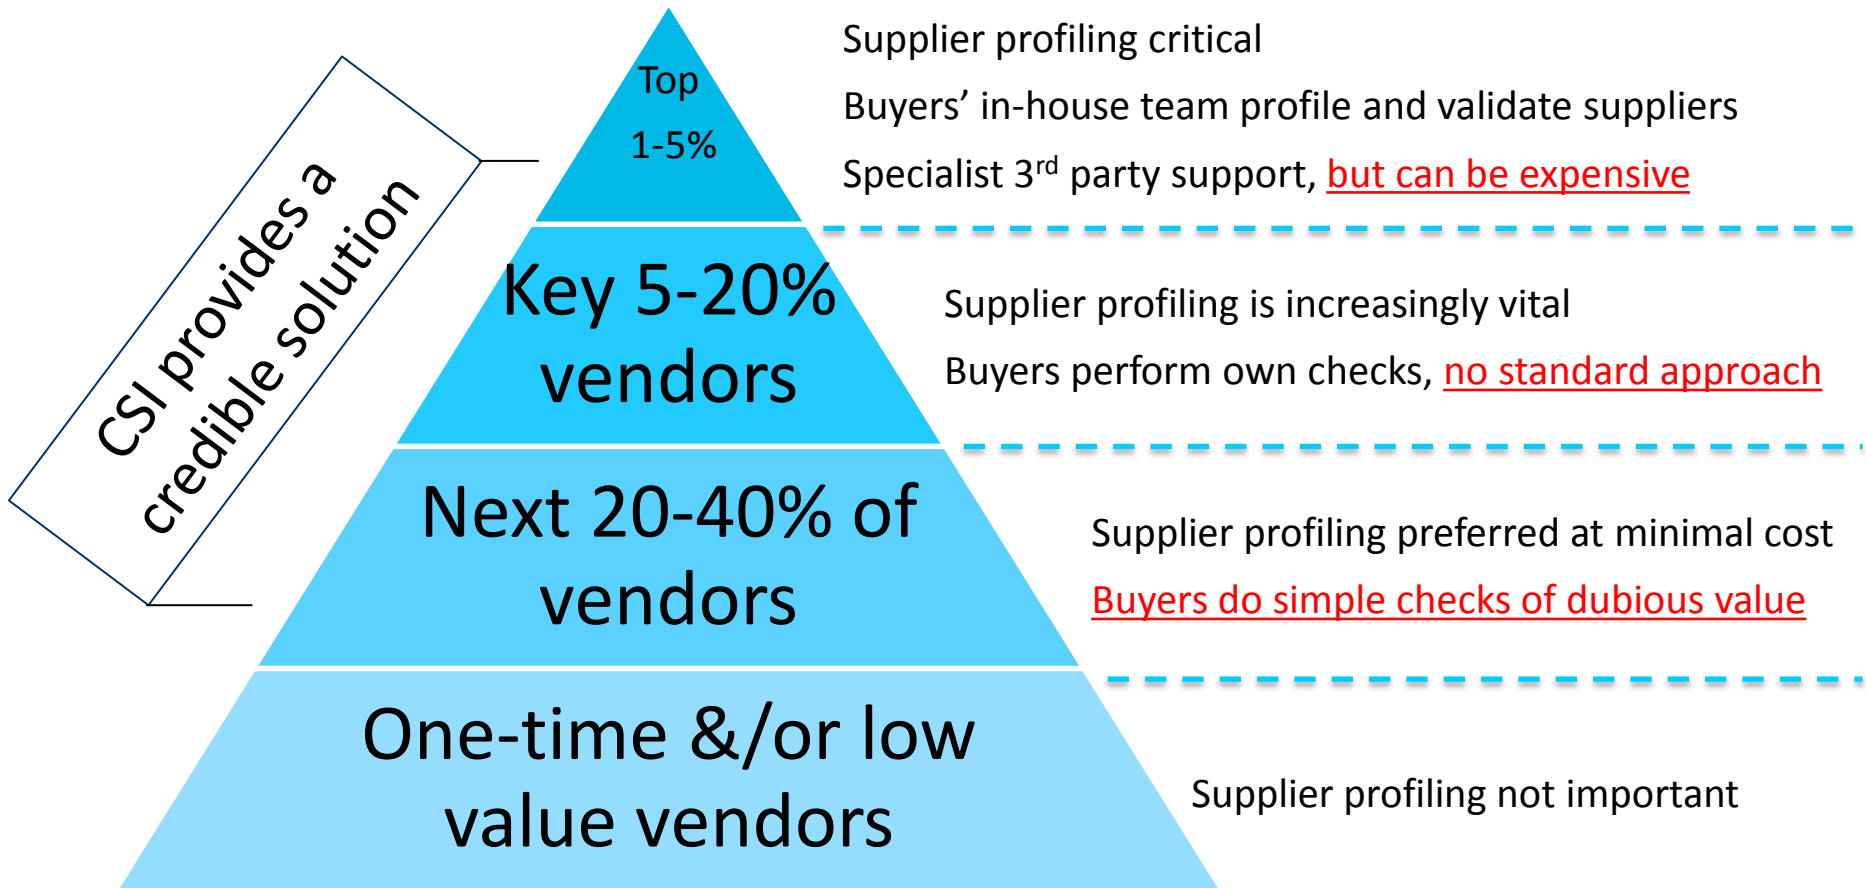 CSI provides a
credible solution
Top
1-5%
Supplier profiling critical
Buyers’ in-house team profile and validate suppliers
Specialist 3rd party support, but can be expensive
Key 5-20%
vendors
Supplier profiling is increasingly vital
Buyers perform own checks, no standard approach
Next 20-40% of
vendors
Supplier profiling preferred at minimal cost
Buyers do simple checks of dubious value
One-time &/or low
value vendors
Supplier profiling not important